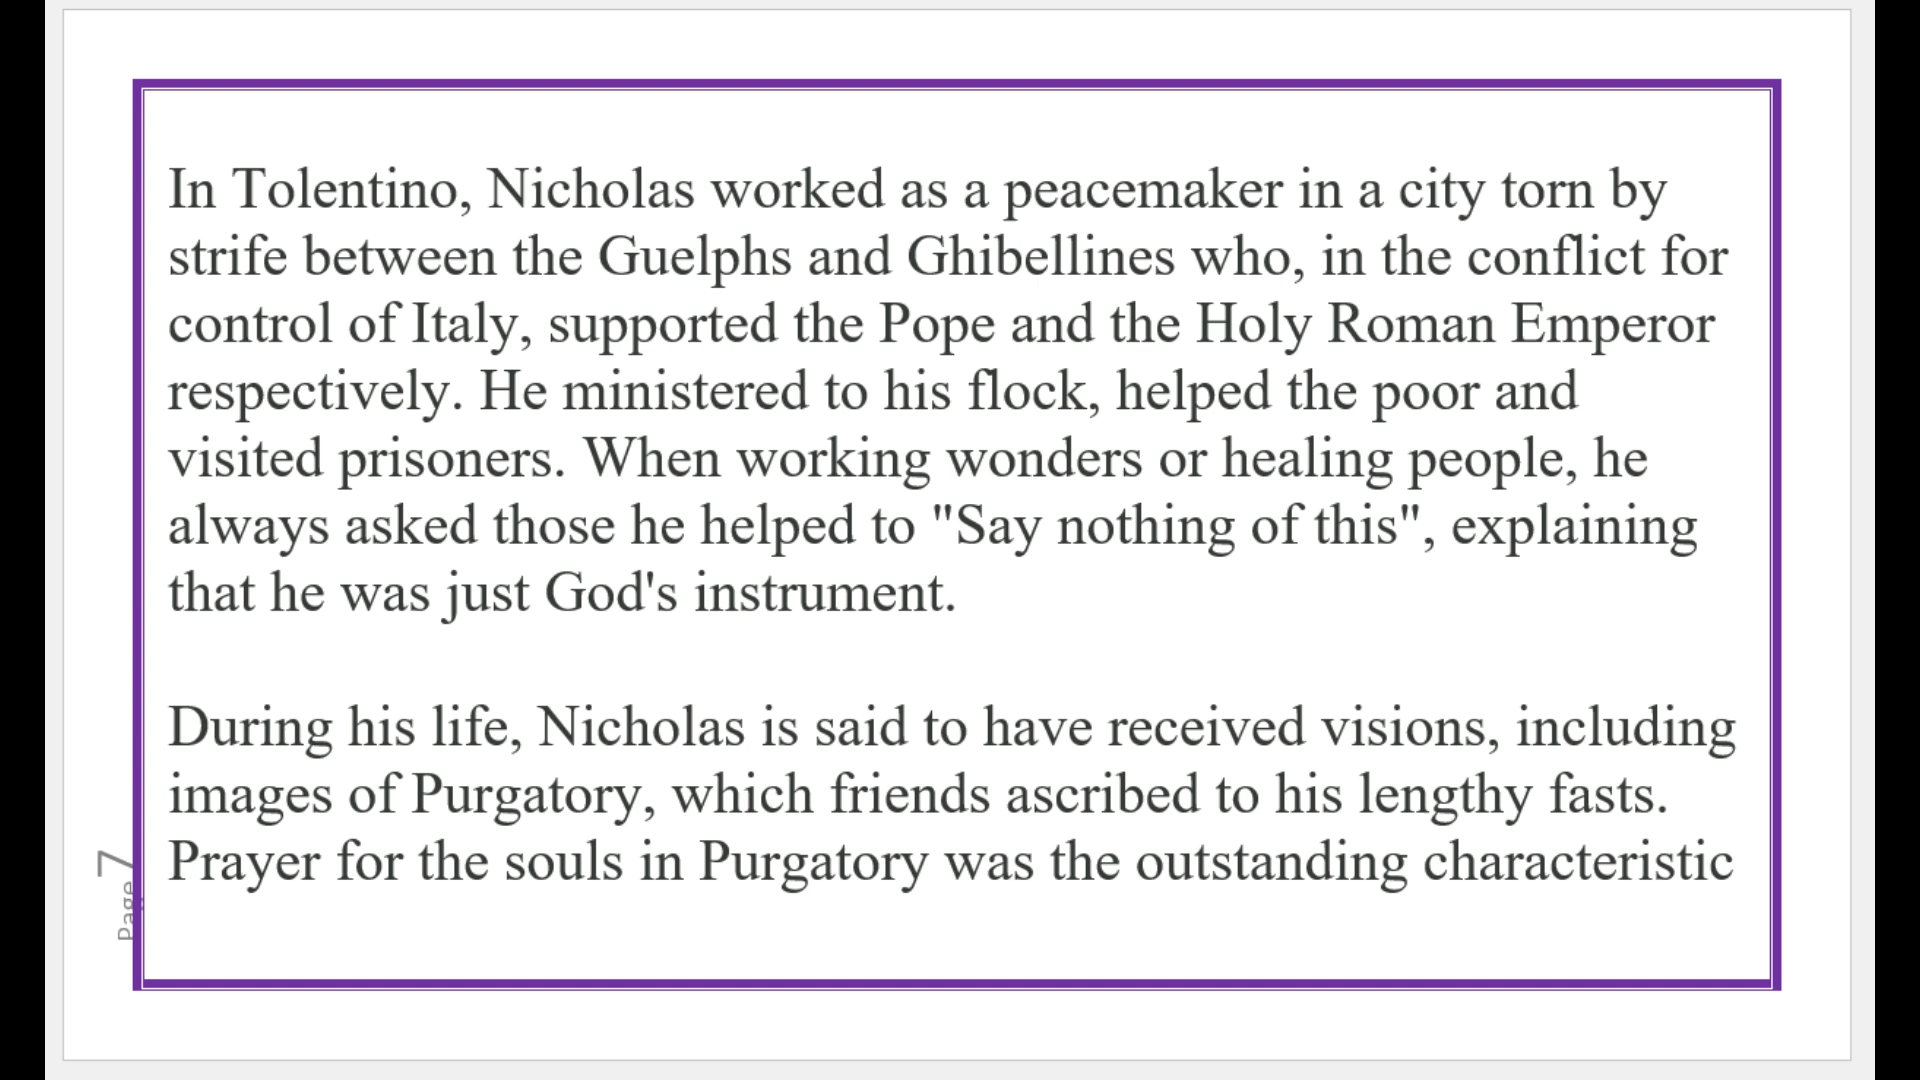 In Tolentino, Nicholas worked as a peacemaker in a city torn by
strife between the Guelphs and Ghibellines who, in the conflict for
control of Italy, supported the Pope and the Holy Roman Emperor
respectively. He ministered to his flock, helped the poor and
visited prisoners. When working wonders or healing people, he
always asked those he helped to "Say nothing of this", explaining
that he was just God's instrument.
During his life, Nicholas is said to have received visions, including
images of Purgatory, which friends ascribed to his lengthy fasts.
Prayer for the souls in Purgatory was the outstanding characteristic
Page 7